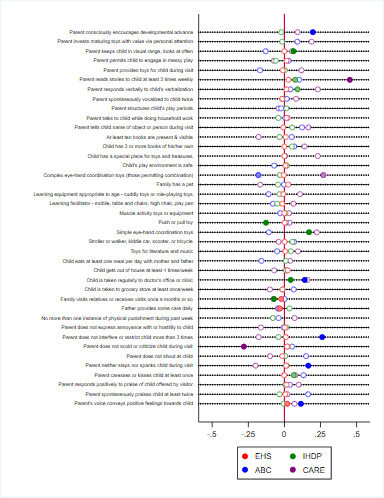 Parent consciously encourages developmental advance
Parent invests maturing toys with value via personal attention
Parent keeps child in visual range, looks at often
Parent permits child to engage in messy play
Parent provides toys for child during visit
Parent reads stories to child at least 3 times weekly
Parent responds verbally to child's verbalization
Parent spontaneously vocalized to child twice
Parent structures child's play periods
Parent talks to child while doing household work
Parent tells child name of object or person during visit
At least ten books are present & visible
Child has 3 or more books of his/her own
Child has a special place for toys and treasures
Child's play environment is safe
Complex eye-hand coordination toys (those permitting combination)
Family has a pet
Learning equipment appropriate to age - cuddly toys or role-playing toys
Learning facilitator - mobile, table and chairs, high chair, play pen
Muscle activity toys or equipment
Push or pull toy
Simple eye-hand coordination toys
Stroller or walker, kiddie car, scooter, or tricycle
Toys for literature and music
Child eats at least one meal per day with mother and father
Child gets out of house at least 4 times/week
Child is taken regularly to doctor's office or clinic
Child is taken to grocery store at least once/week
Family visits relatives or receives visits once a months or so
Father provides some care daily
No more than one instance of physical punishment during past week
Parent does not express annoyance with or hostility to child
Parent does not interfere or restrict child more than 3 times
Parent does not scold or criticize child during visit
Parent does not shout at child
Parent neither slaps nor spanks child during visit
Parent caresses or kisses child at least once
Parent responds positively to praise of child offered by visitor
Parent spontaneously praises child at least twice
Parent's voice conveys positive feelings towards child
-.5 -.25 0 .25 .5
EHS IHDP
ABC CARE